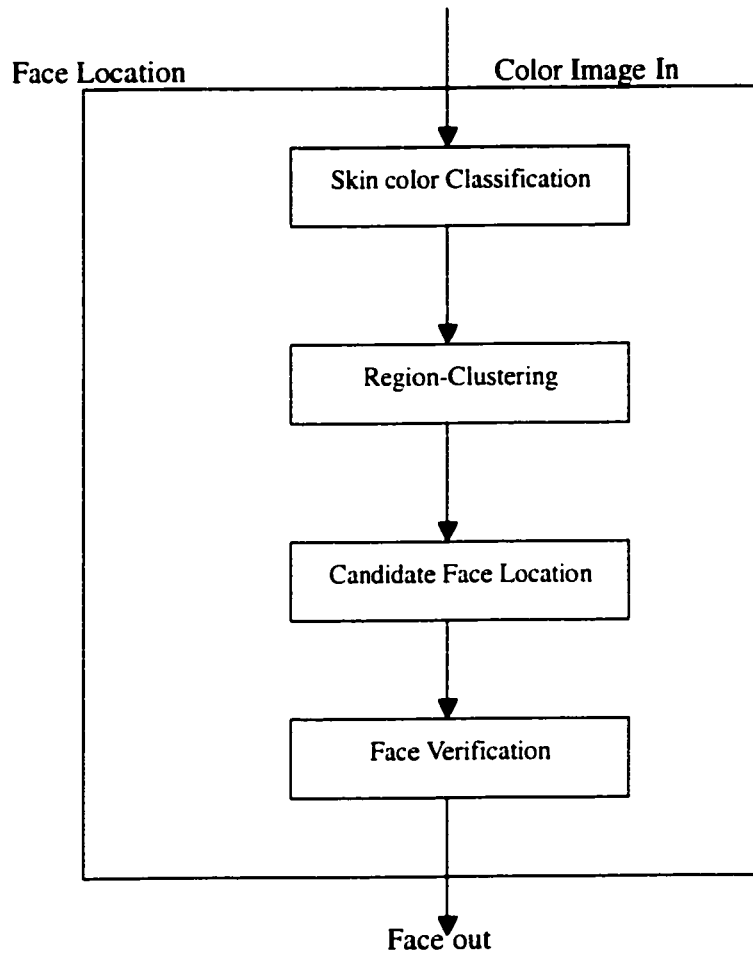 Face Location
Color Image In
Skin color Classification
Region-Clustering
Candidate Face Location
Face Verification
Face out